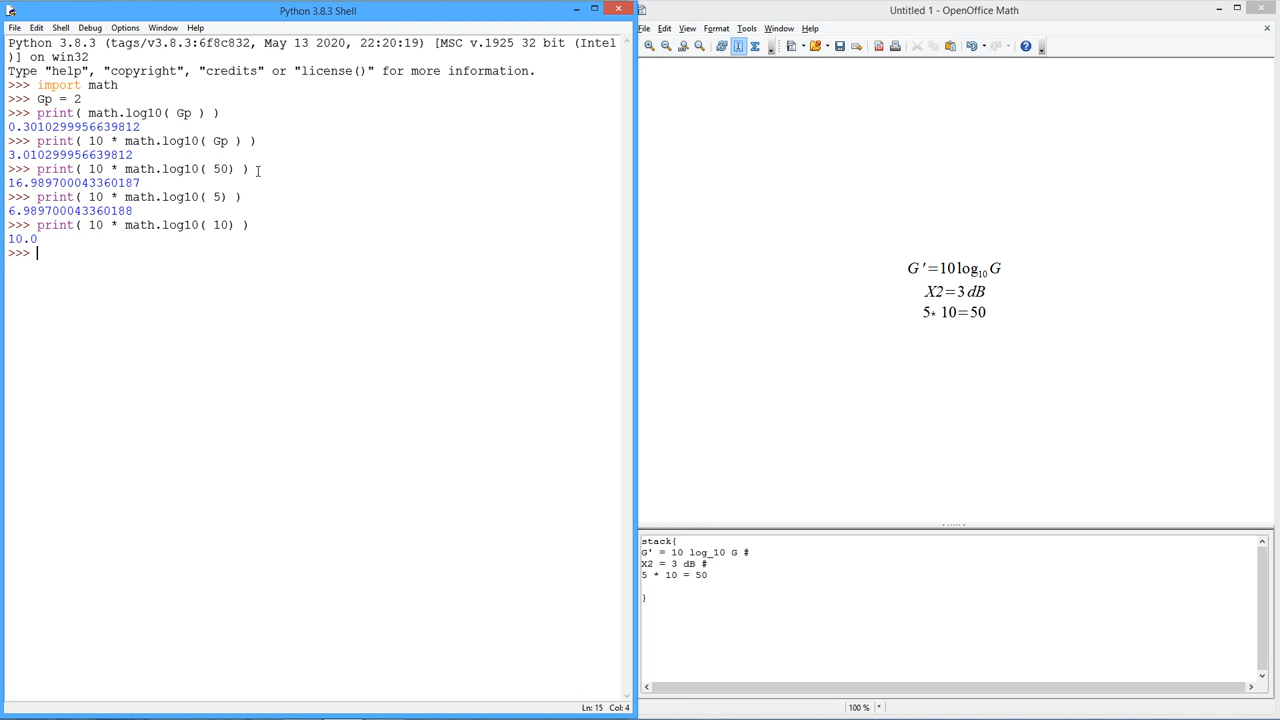 Python 3.8.3 Shell
File Edit Shell Debug Options Window Help
Python 3.8.3 (tags/v3.8.3:6f8c832, May 13 2020, 22:20:19) [MSC v.1925 32 bit (Intel
)] on win32
Type "help", "copyright", "credits" or "license()" for more information.
>>> import math
>>> Gp = 2
>>> print( math.log10( Gp ) )
0.3010299956639812
>>> print( 10 * math.log10( Gp ) )
3.010299956639812
>>> print( 10 * math.log10( 50) )
16.989700043360187
>>> print( 10 * math.log10( 5) )
6.989700043360188
>>> print( 10 * math.log10( 10) )
10.0
>>>
Ln: 15 Col: 4
Untitled 1 - OpenOffice Math
File Edit View Format Tools Window Help
G'=10log10G
X2=3dB
5* 10=50
stack{
G' = 10 log_10 G #
X2 = 3 dB #
5 * 10 = 50
}
100 % *